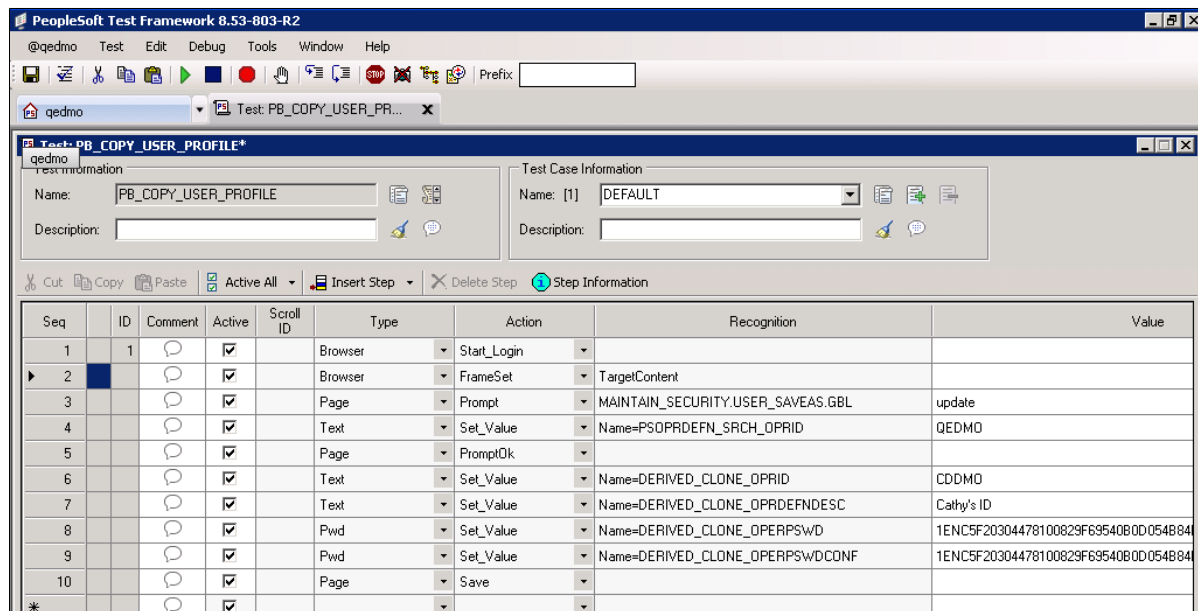 PeopleSoft Test Framework 8.53-803-R2
@qedmo Test Edit Debug Tools Window Help
STOP Prefix
PS qedmo Test: PB_COPY_USER_PR... X
Test: PB_COPY_USER_PROFILE*
qedmo
Test Information Test Case Information
Name: PB_COPY_USER_PROFILE Name: [1] DEFAULT
Description: Description:
Cut Copy Paste Active All Insert Step Delete Step Step Information
Seq ID Comment Active Scroll ID Type Action Recognition Value
1 1 Browser Start_Login
2 Browser FrameSet TargetContent
3 Page Prompt MAINTAIN_SECURITY.USER_SAVEAS.GBL update
4 Text Set_Value Name=PSOPRDEFN_SRCH_OPRID QEDMO
5 Page PromptOk
6 Text Set_Value Name=DERIVED_CLONE_OPRID CDDMO
7 Text Set_Value Name=DERIVED_CLONE_OPRDEFNDESC Cathy's ID
8 Pwd Set_Value Name=DERIVED_CLONE_OPERPSWD 1ENC5F20304478100829F69540B0D054B84
9 Pwd Set_Value Name=DERIVED_CLONE_OPERPSWDCONF 1ENC5F20304478100829F69540B0D054B84
10 Page Save
*